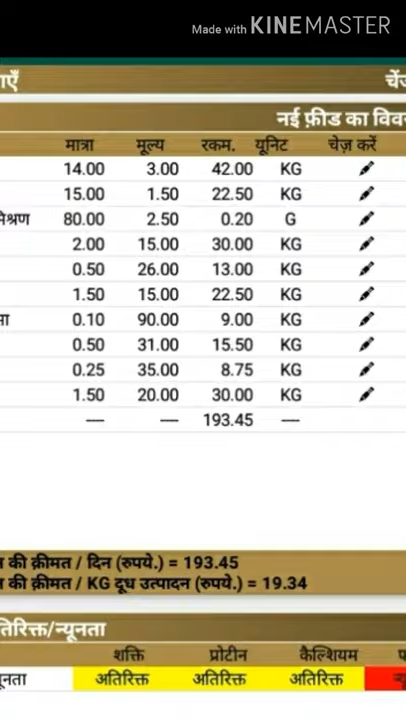 Made with KINEMASTER
नई फ़ीड का
मात्रा मूल्य रकम. यूनिट चेज़ करें
14.00 3.00 42.00 KG
15.00 1.50 22.50 KG
80.00 2.50 0.20 G
2.00 15.00 30.00 KG
0.50 26.00 13.00 KG
1.50 15.00 22.50 KG
0.10 90.00 9.00 KG
0.50 31.00 15.50 KG
0.25 35.00 8.75 KG
1.50 20.00 30.00 KG
---- ---- 193.45 ----
की क़ीमत / दिन (रुपये.) = 193.45
की क़ीमत / KG दूध उत्पादन (रुपये.) = 19.34
शक्ति प्रोटीन कैल्शियम
अतिरिक्त अतिरिक्त अतिरिक्त